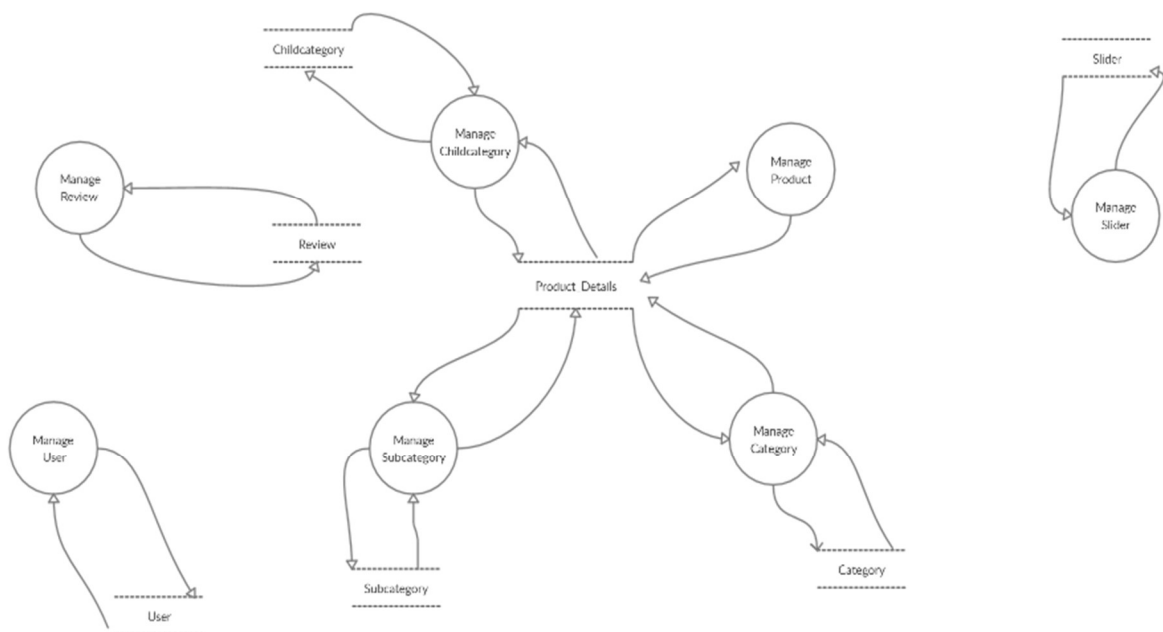 Childcategory
Slider
Manage
Childcategory
Manage
Product
Manage
Review
Manage
Slider
Review
Product Details
Manage
User
Manage
Subcategory
Manage
Category
Category
Subcategory
User